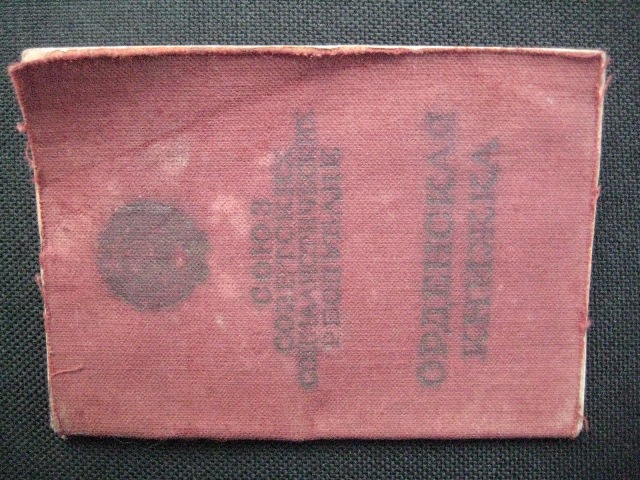 СОЮЗ
СОВЕТСКИХ
СОЦИАЛИСТИЧЕСКИХ
РЕСПУБЛИК
ОРДЕНСКАЯ
КНИЖКА